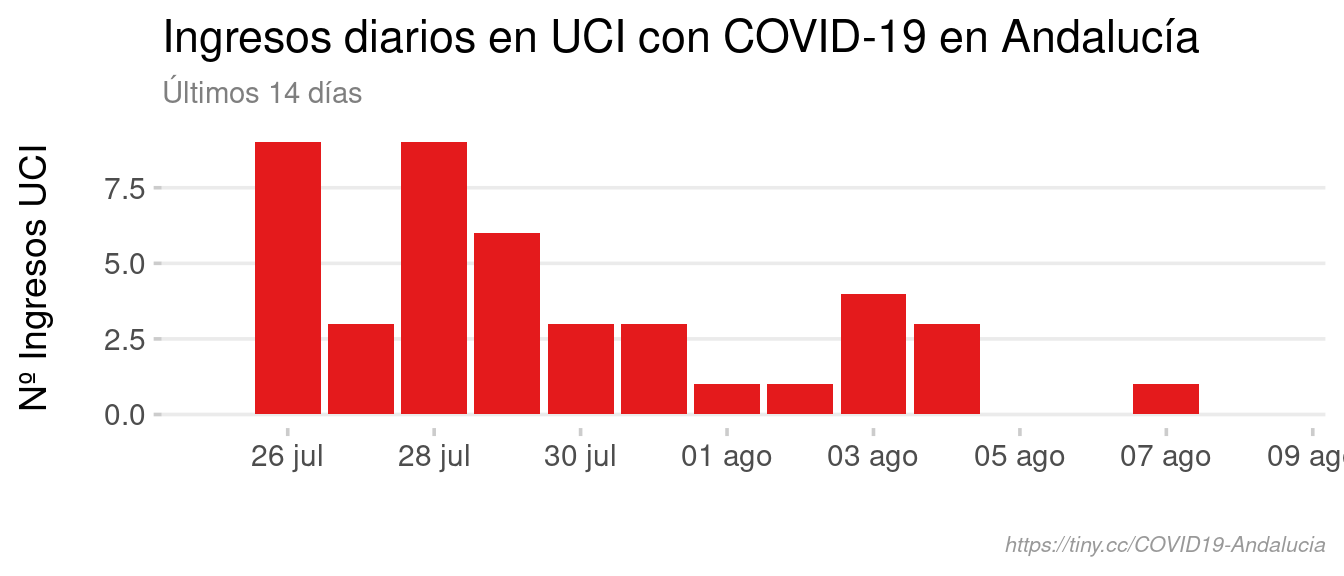 Ingresos diarios en UCI con COVID-19 en Andalucía
Últimos 14 días
Nº Ingresos UCI
7.5
5.0
2.5
0.0
26 jul 28 jul 30 jul 01 ago 03 ago 05 ago 07 ago 09 ag
https://tiny.cc/COVID19-Andalucia